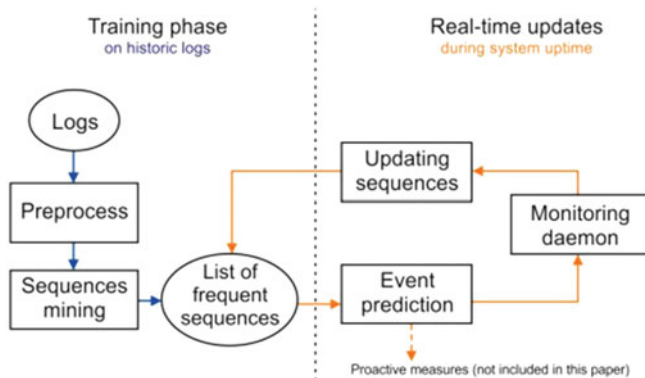 Training phase
on historic logs
Real-time updates
during system uptime
Logs
Preprocess
Sequences
mining
List of
frequent
sequences
Updating
sequences
Monitoring
daemon
Event
prediction
Proactive measures (not included in this paper)